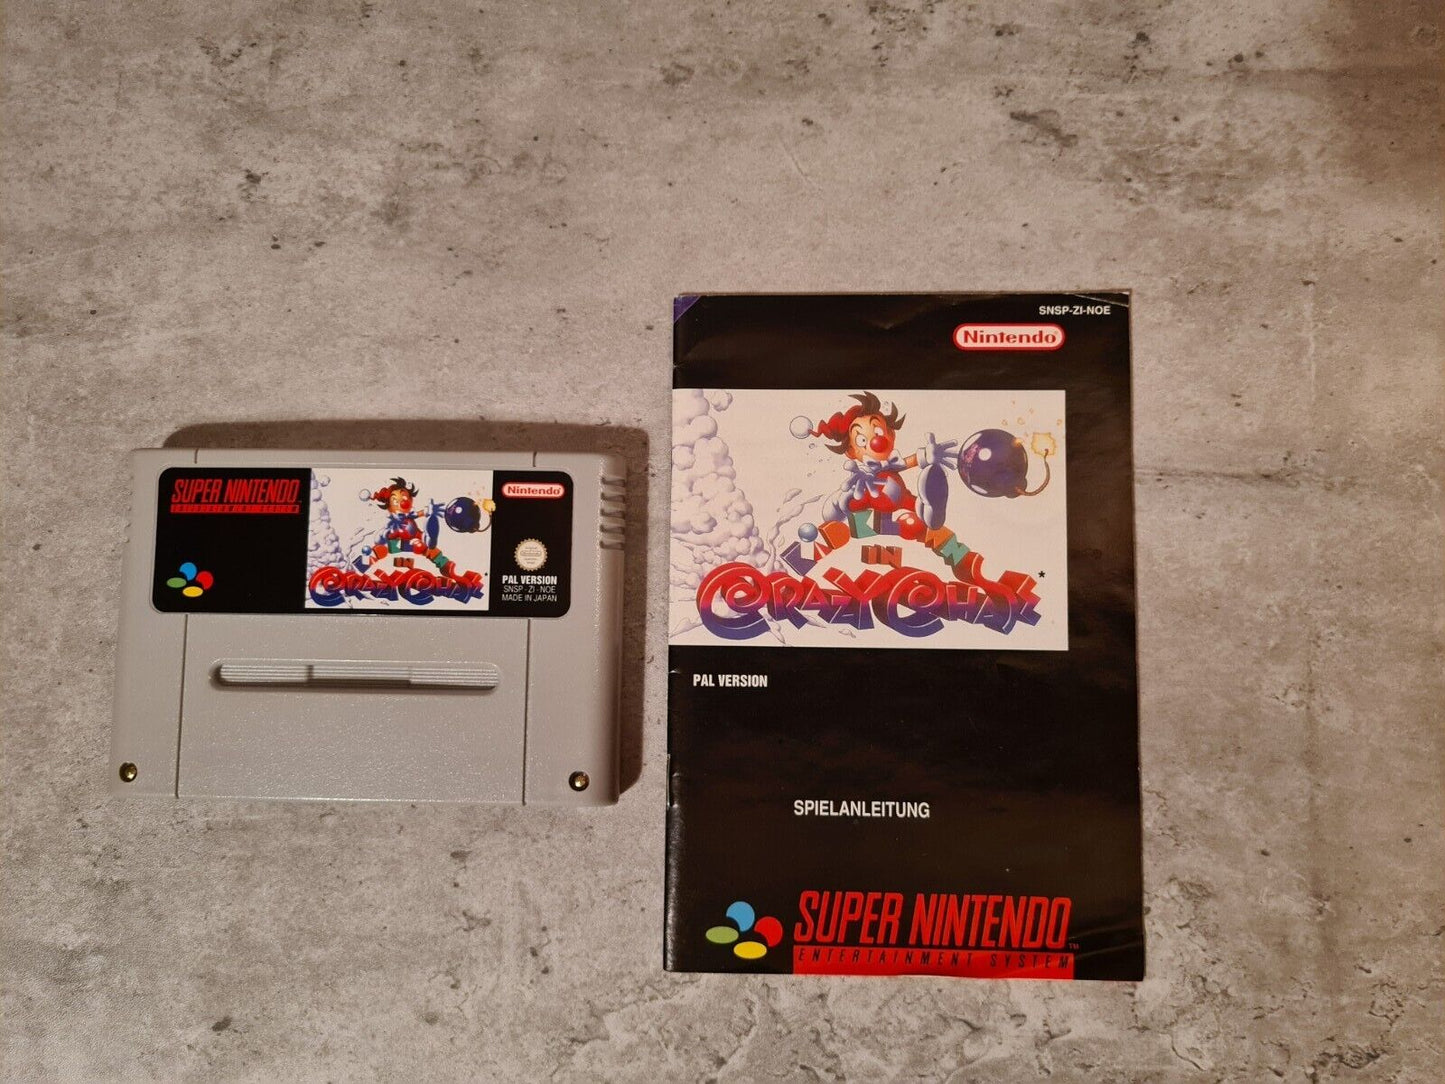 SUPER NINTENDO
ENTERTAINMENT SYSTEM
Nintendo
KID KLOWN
IN
CRAZY CHASE
PAL VERSION
SNSP-ZI-NOE
MADE IN JAPAN
SNSP-ZI-NOE
Nintendo
KID KLOWN
IN
CRAZY CHASE*
PAL VERSION
SPIELANLEITUNG
SUPER NINTENDO™
ENTERTAINMENT SYSTEM